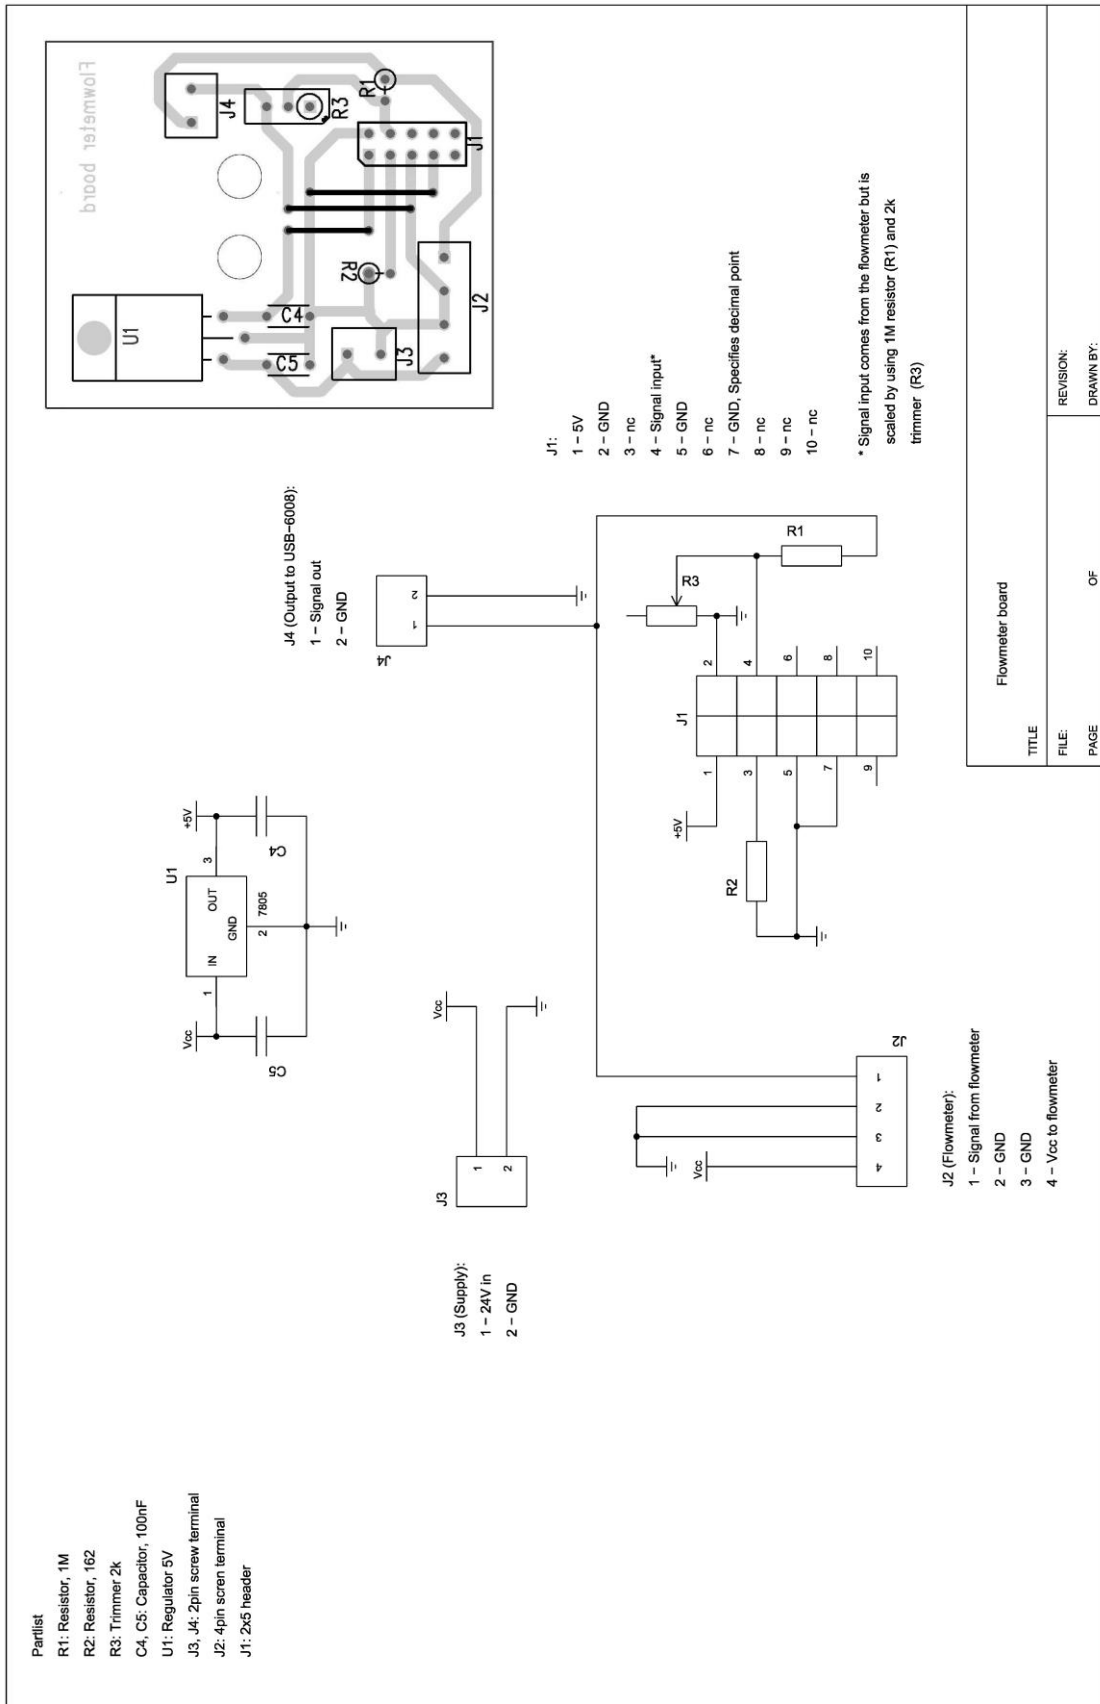 Partlist
R1: Resistor, 1M
R2: Resistor, 162
R3: Trimmer 2k
C4, C5: Capacitor, 100nF
U1: Regulator 5V
J3, J4: 2pin screw terminal
J2: 4pin scren terminal
J1: 2x5 header
U1
Vcc
+5V
1
IN
OUT
3
GND
2
7805
C5
C4
J3 (Supply):
1 – 24V in
2 – GND
J3
1
2
Vcc
J4 (Output to USB–6008):
1 – Signal out
2 – GND
J4
1
2
Flowmeter board
U1
C5
C4
J4
R3
R1
R2
J1
J3
J2
J1:
1 – 5V
2 – GND
3 – nc
4 – Signal input*
5 – GND
6 – nc
7 – GND, Specifies decimal point
8 – nc
9 – nc
10 – nc
* Signal input comes from the flowmeter but is
scaled by using 1M resistor (R1) and 2k
trimmer (R3)
Vcc
4
3
2
1
J2
J2 (Flowmeter):
1 – Signal from flowmeter
2 – GND
3 – GND
4 – Vcc to flowmeter
+5V
R2
J1
R3
R1
1
2
3
4
5
6
7
8
9
10
TITLE
Flowmeter board
FILE:
REVISION:
PAGE
OF
DRAWN BY: